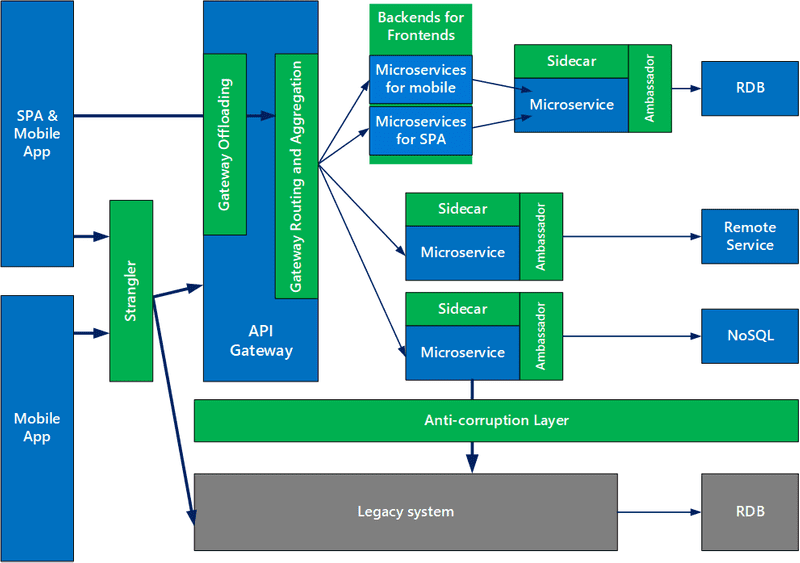 SPA &
Mobile
App
Mobile
App
Strangler
Gateway Offloading
Gateway Routing and Aggregation
API
Gateway
Backends for
Frontends
Microservices
for mobile
Microservices
for SPA
Sidecar
Microservice
Ambassador
RDB
Sidecar
Microservice
Ambassador
Remote
Service
Sidecar
Microservice
Ambassador
NoSQL
Anti-corruption Layer
Legacy system
RDB